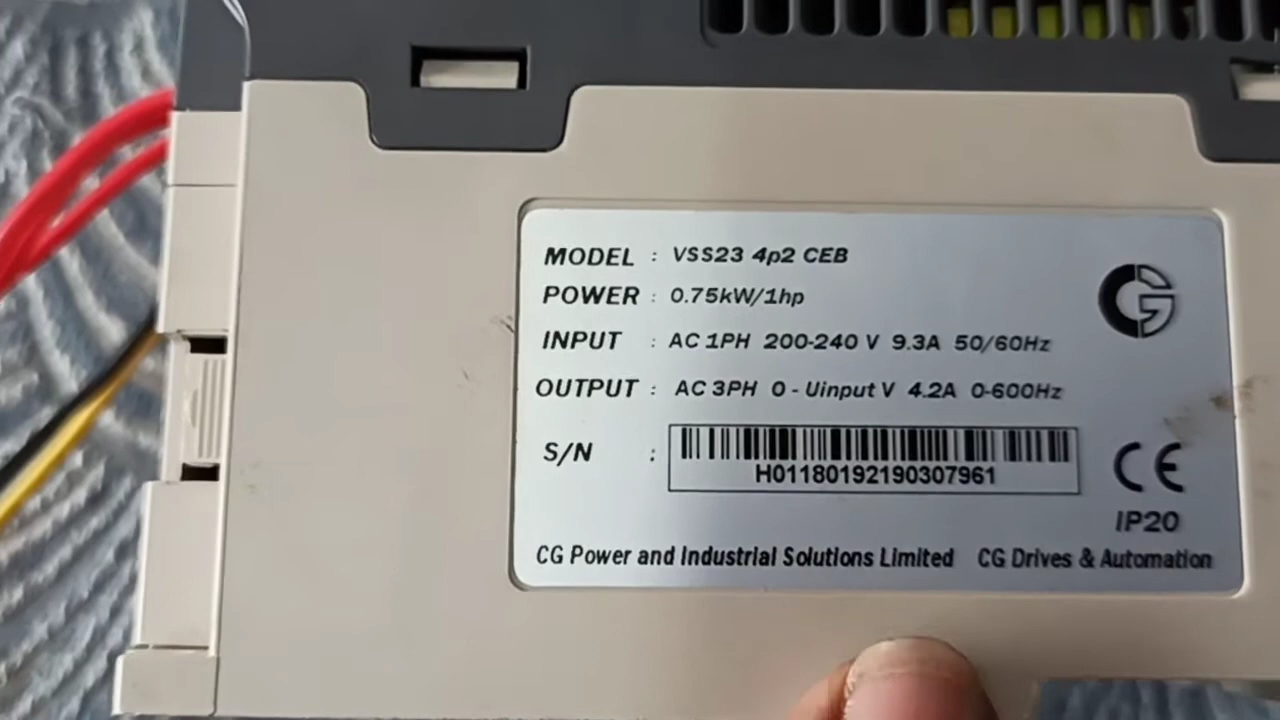 MODEL : VSS23 4p2 CEB
POWER : 0.75kW/1hp
INPUT : AC 1PH 200-240 V 9.3A 50/60Hz
OUTPUT : AC 3PH 0 - Uinput V 4.2A 0-600Hz
S/N :
H01180192190307961
CG
CE
IP20
CG Power and Industrial Solutions Limited CG Drives & Automation